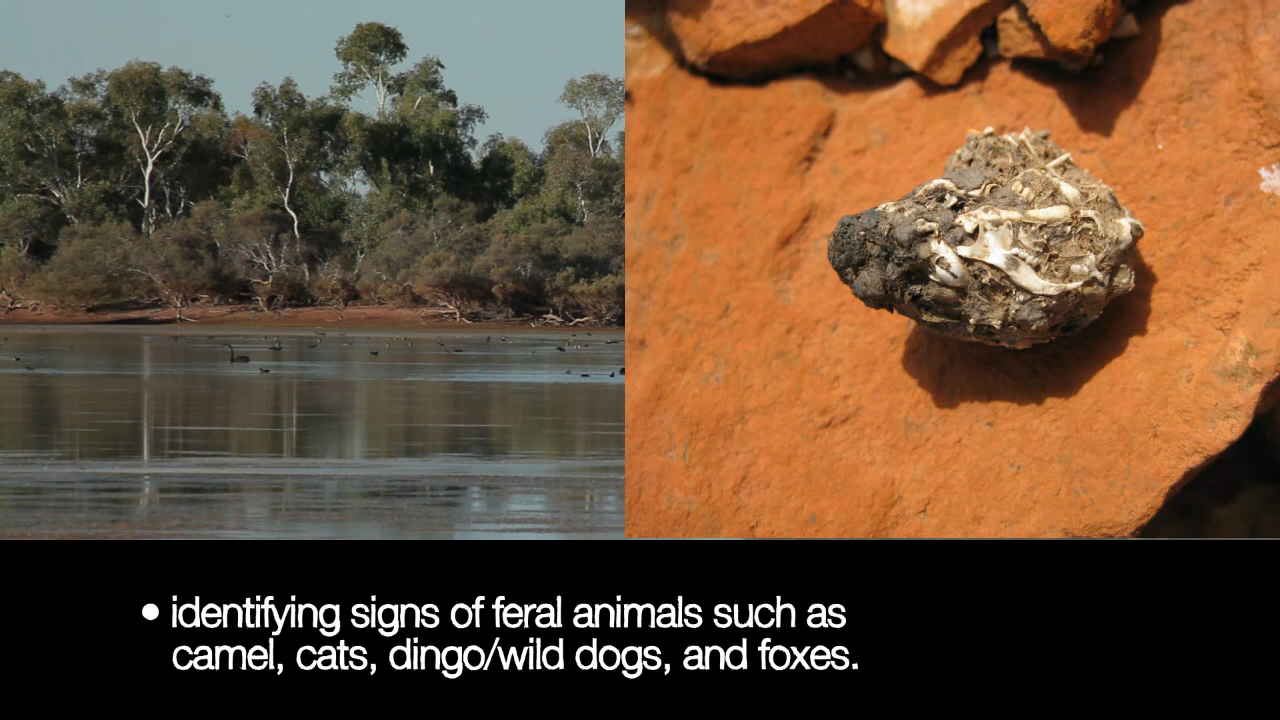 • identifying signs of feral animals such as
camel, cats, dingo/wild dogs, and foxes.